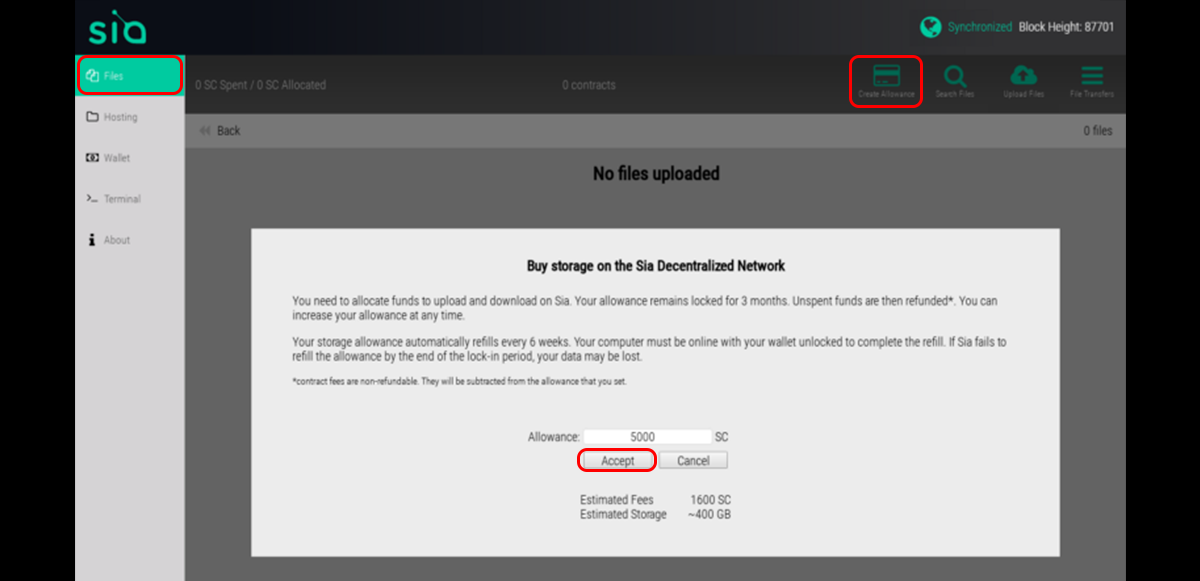 sia
Synchronized Block Height: 87701
Files
0 SC Spent / 0 SC Allocated
0 contracts
Create Allowance
Search Files
Upload Files
File Transfers
Hosting
Back
0 files
Wallet
No files uploaded
Terminal
About
Buy storage on the Sia Decentralized Network
You need to allocate funds to upload and download on Sia. Your allowance remains locked for 3 months. Unspent funds are then refunded*. You can
increase your allowance at any time.
Your storage allowance automatically refills every 6 weeks. Your computer must be online with your wallet unlocked to complete the refill. If Sia fails to
refill the allowance by the end of the lock-in period, your data may be lost.
*contract fees are non-refundable. They will be subtracted from the allowance that you set.
Allowance: 5000 SC
Accept Cancel
Estimated Fees 1600 SC
Estimated Storage ~400 GB